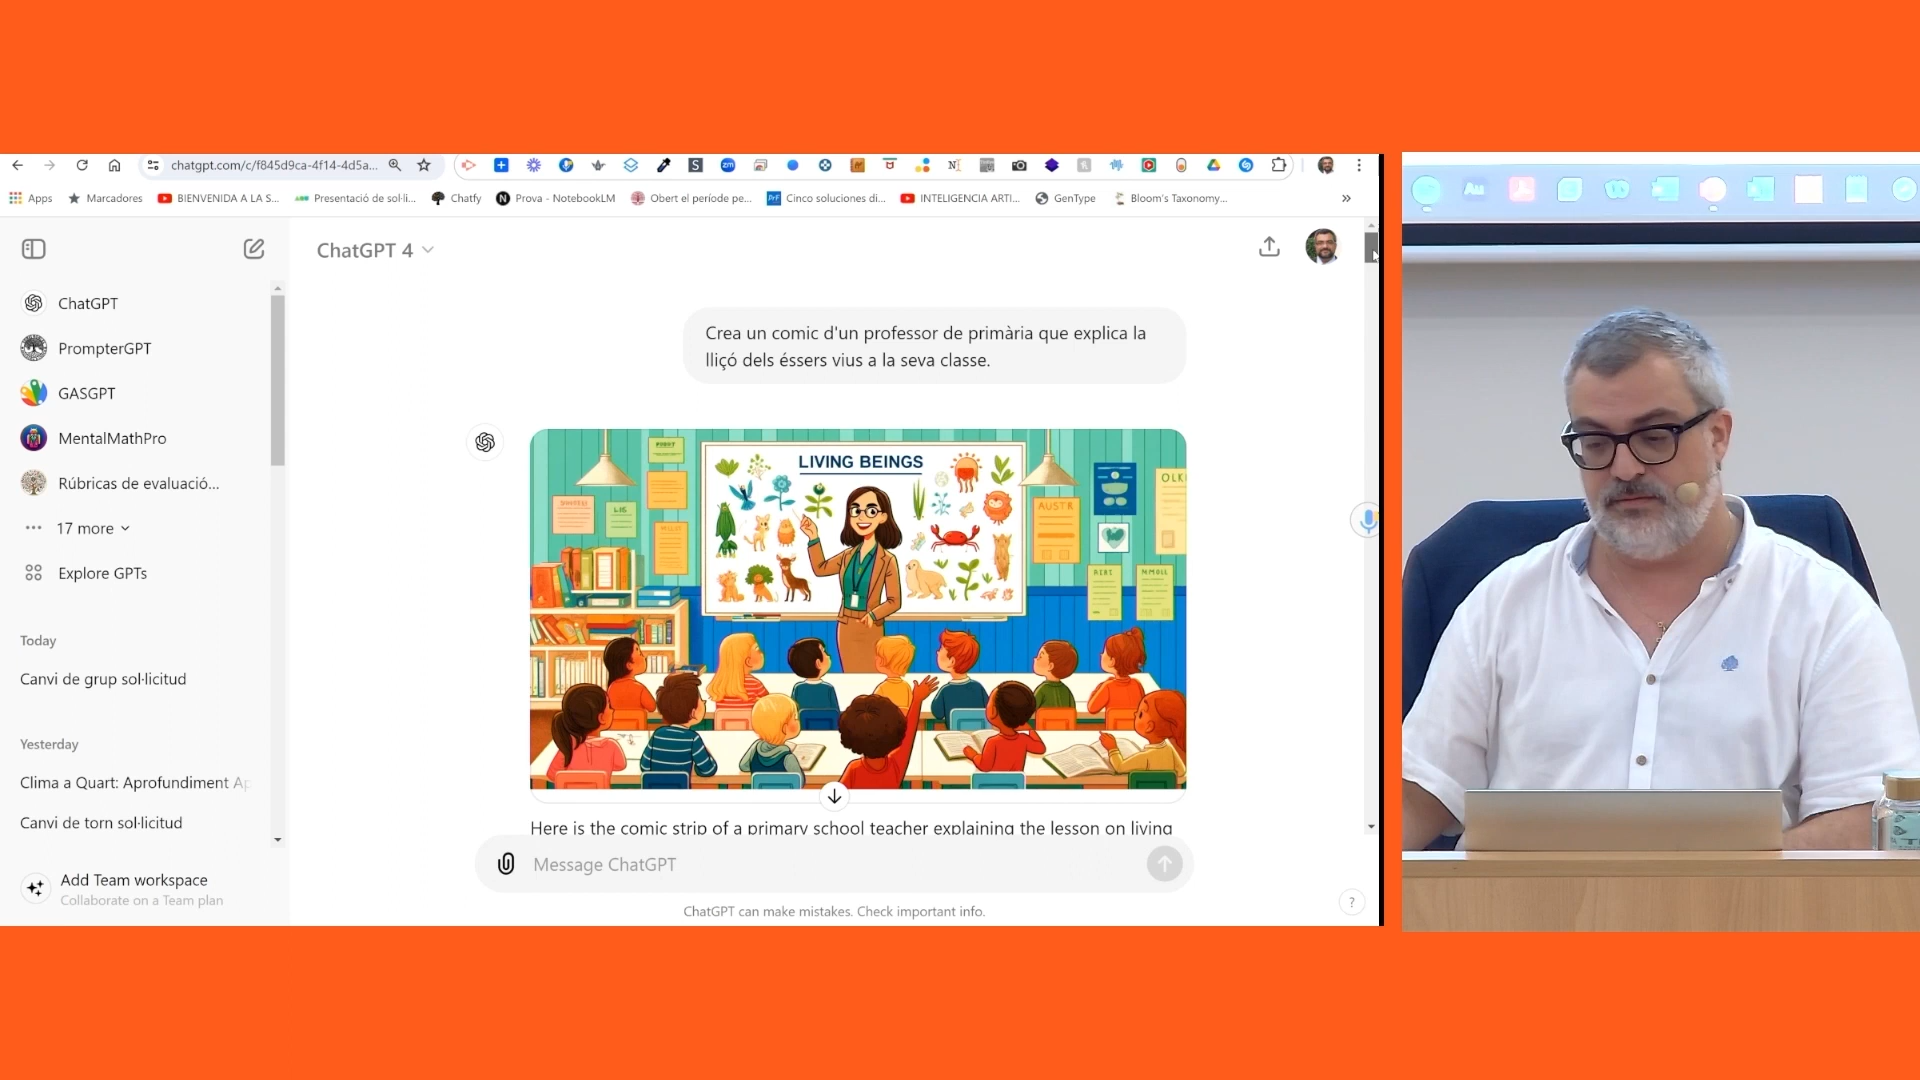 chatgpt.com/c/f845d9ca-4f14-4d5a...
Apps
Marcadores
BIENVENIDA A LA S...
Presentació de sol·li...
Chatfy
Prova - NotebookLM
Obert el període pe...
Cinco soluciones di...
INTELIGENCIA ARTI...
GenType
Bloom's Taxonomy...
ChatGPT 4
ChatGPT
PrompterGPT
GASGPT
MentalMathPro
Rúbricas de evaluació...
17 more
Explore GPTs
Today
Canvi de grup sol·licitud
Yesterday
Clima a Quart: Aprofundiment Ap
Canvi de torn sol·licitud
Add Team workspace
Collaborate on a Team plan
Crea un comic d'un professor de primària que explica la
lliçó dels éssers vius a la seva classe.
LIVING BEINGS
AUSTR
OLK
Here is the comic strip of a primary school teacher explaining the lesson on living
Message ChatGPT
ChatGPT can make mistakes. Check important info.
?
Au